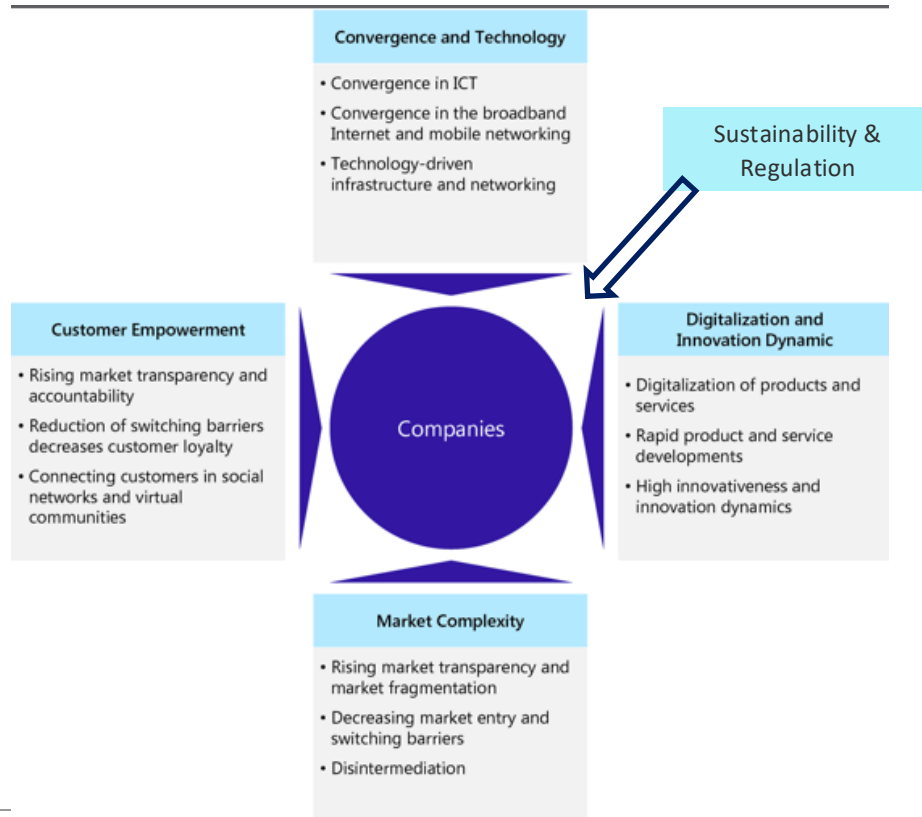 Convergence and Technology
• Convergence in ICT
• Convergence in the broadband
Internet and mobile networking
• Technology-driven
infrastructure and networking
Sustainability &
Regulation
Customer Empowerment
• Rising market transparency and
accountability
• Reduction of switching barriers
decreases customer loyalty
• Connecting customers in social
networks and virtual
communities
Companies
Digitalization and
Innovation Dynamic
• Digitalization of products and
services
• Rapid product and service
developments
• High innovativeness and
innovation dynamics
Market Complexity
• Rising market transparency and
market fragmentation
• Decreasing market entry and
switching barriers
• Disintermediation